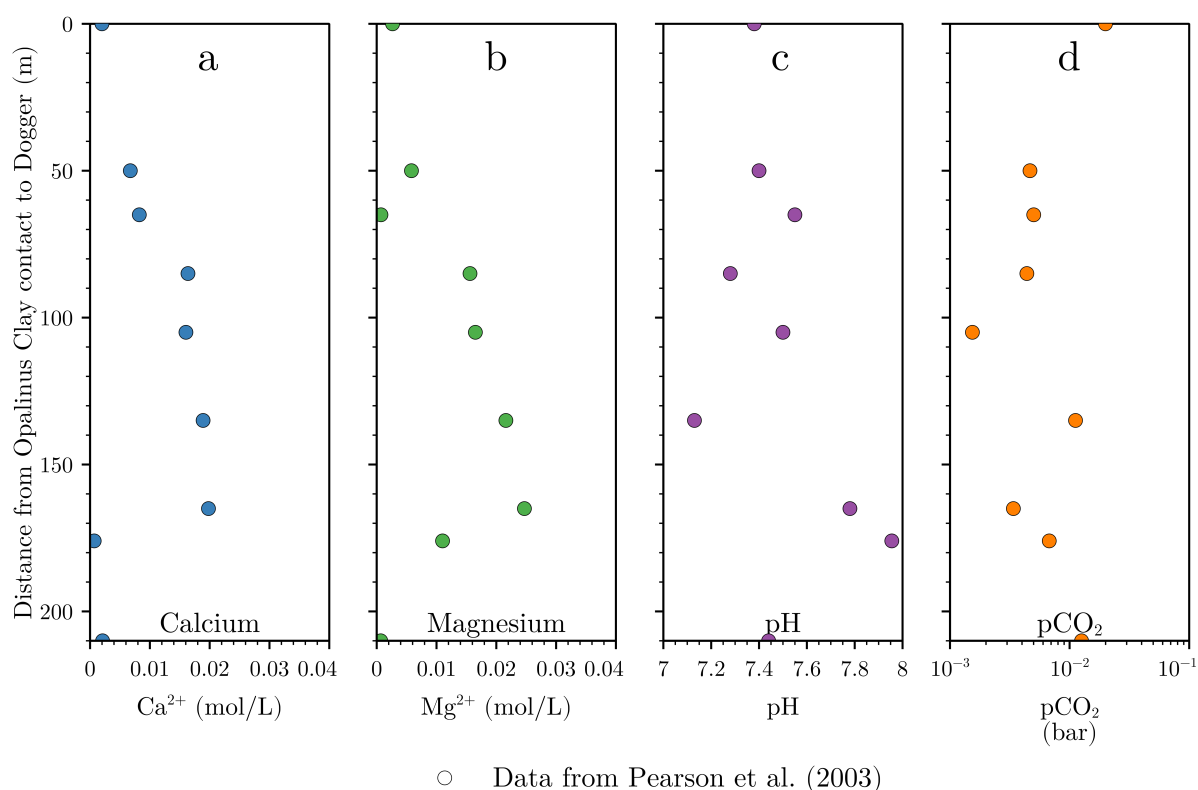 a b c d
Distance from Opalinus Clay contact to Dogger (m)
0
50
100
150
200
Calcium Magnesium pH pCO₂
0 0.01 0.02 0.03 0.04 0 0.01 0.02 0.03 0.04 7 7.2 7.4 7.6 7.8 8 10⁻³ 10⁻² 10⁻¹
Ca²⁺ (mol/L) Mg²⁺ (mol/L) pH pCO₂
(bar)
Data from Pearson et al. (2003)